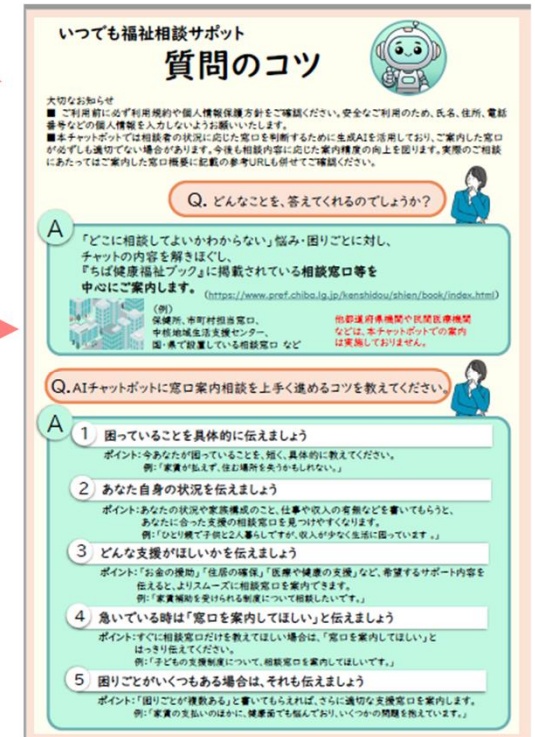 いつでも福祉相談サポート
質問のコツ
大切なお知らせ
■ ご利用前に必ず利用規約や個人情報保護方針をご確認ください。安全なご利用のため、氏名、住所、電話
番号などの個人情報を入力しないようお願いいたします。
■本チャットボットでは相談者の状況に応じた窓口を判断するために生成AIを活用しており、ご案内した窓口
が必ずしも適切でない場合があります。今後も相談内容に応じた案内精度の向上を図ります。実際のご相談
にあたってはご案内した窓口概要に記載の参考URLも併せてご確認ください。
Q. どんなことを、答えてくれるのでしょうか？
A
「どこに相談してよいかわからない」悩み・困りごとに対し、
チャットの内容を解きほぐし、
『ちば健康福祉ブック』に掲載されている相談窓口等を
中心にご案内します。
(https://www.pref.chiba.lg.jp/kenshidou/shien/book/index.html)
（例）
保健所、市町村担当窓口、
中核地域生活支援センター、
国・県で設置している相談窓口 など
他都道府県機関や民間医療機関
などは、本チャットボットでの案内
は実施しておりません。
Q.AIチャットボットに窓口案内相談を上手く進めるコツを教えてください。
A
1 困っていることを具体的に伝えましょう
ポイント：今あなたが困っていることを、短く、具体的に教えてください。
例：「家賃が払えず、住む場所を失うかもしれない。」
2 あなた自身の状況を伝えましょう
ポイント：あなたの状況や家族構成のこと、仕事や収入の有無などを書いてもらうと、
あなたに合った支援の相談窓口を見つけやすくなります。
例：「ひとり親で子供と2人暮らしですが、収入が少なく生活に困っています。」
3 どんな支援がほしいかを伝えましょう
ポイント：「お金の援助」「住居の確保」「医療や健康の支援」など、希望するサポート内容を
伝えると、よりスムーズに相談窓口を案内できます。
例：「家賃補助を受けられる制度について相談したいです。」
4 急いでいる時は「窓口を案内してほしい」と伝えましょう
ポイント：すぐに相談窓口だけを教えてほしい場合は、「窓口を案内してほしい」と
はっきり伝えてください。
例：「子どもの支援制度について、相談窓口を案内してほしいです。」
5 困りごとがいくつもある場合は、それも伝えましょう
ポイント：「困りごとが複数ある」と書いてもらえれば、さらに適切な支援窓口を案内します。
例：「家賃の支払いのほかに、健康面でも悩んでおり、いくつかの問題を抱えています。」